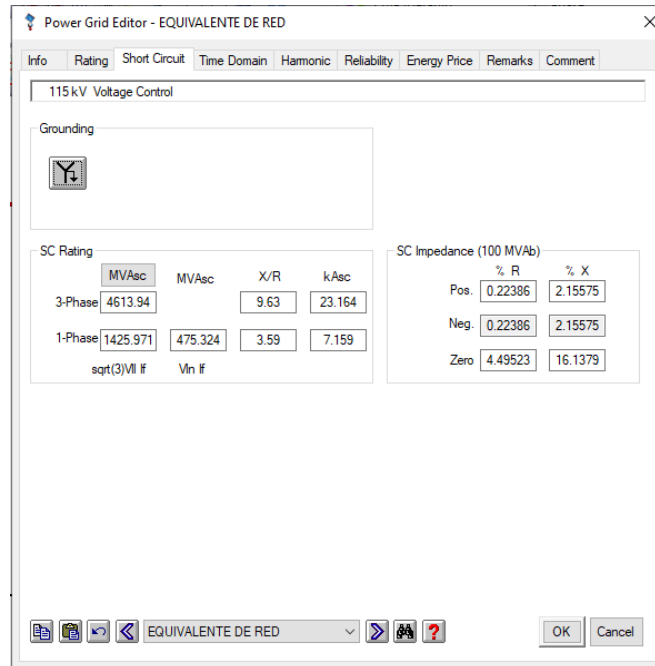 Power Grid Editor - EQUIVALENTE DE RED
Info Rating Short Circuit Time Domain Harmonic Reliability Energy Price Remarks Comment
115 kV Voltage Control
Grounding
SC Rating
MVAsc MVAsc X/R kAsc
3-Phase 4613.94 9.63 23.164
1-Phase 1425.971 475.324 3.59 7.159
sqrt(3)Vll If Vln If
SC Impedance (100 MVAb)
% R % X
Pos. 0.22386 2.15575
Neg. 0.22386 2.15575
Zero 4.49523 16.1379
EQUIVALENTE DE RED
?
OK Cancel